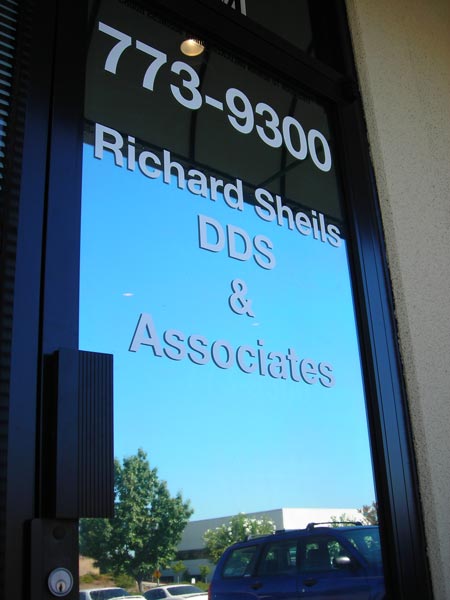 773-9300
Richard Sheils
DDS
&
Associates